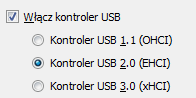 Włącz kontroler USB
Kontroler USB 1.1 (OHCI)
Kontroler USB 2.0 (EHCI)
Kontroler USB 3.0 (xHCI)